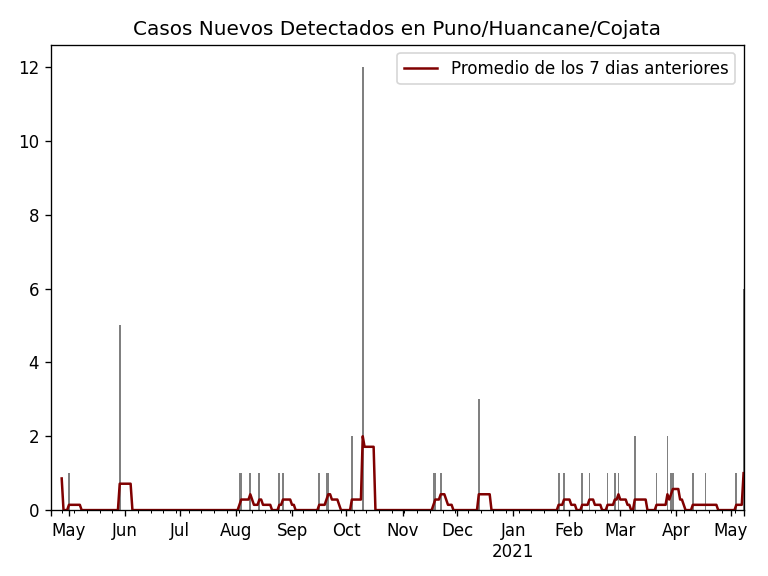 Casos Nuevos Detectados en Puno/Huancane/Cojata
Promedio de los 7 dias anteriores
12
10
8
6
4
2
0
May Jun Jul Aug Sep Oct Nov Dec Jan Feb Mar Apr May
2021